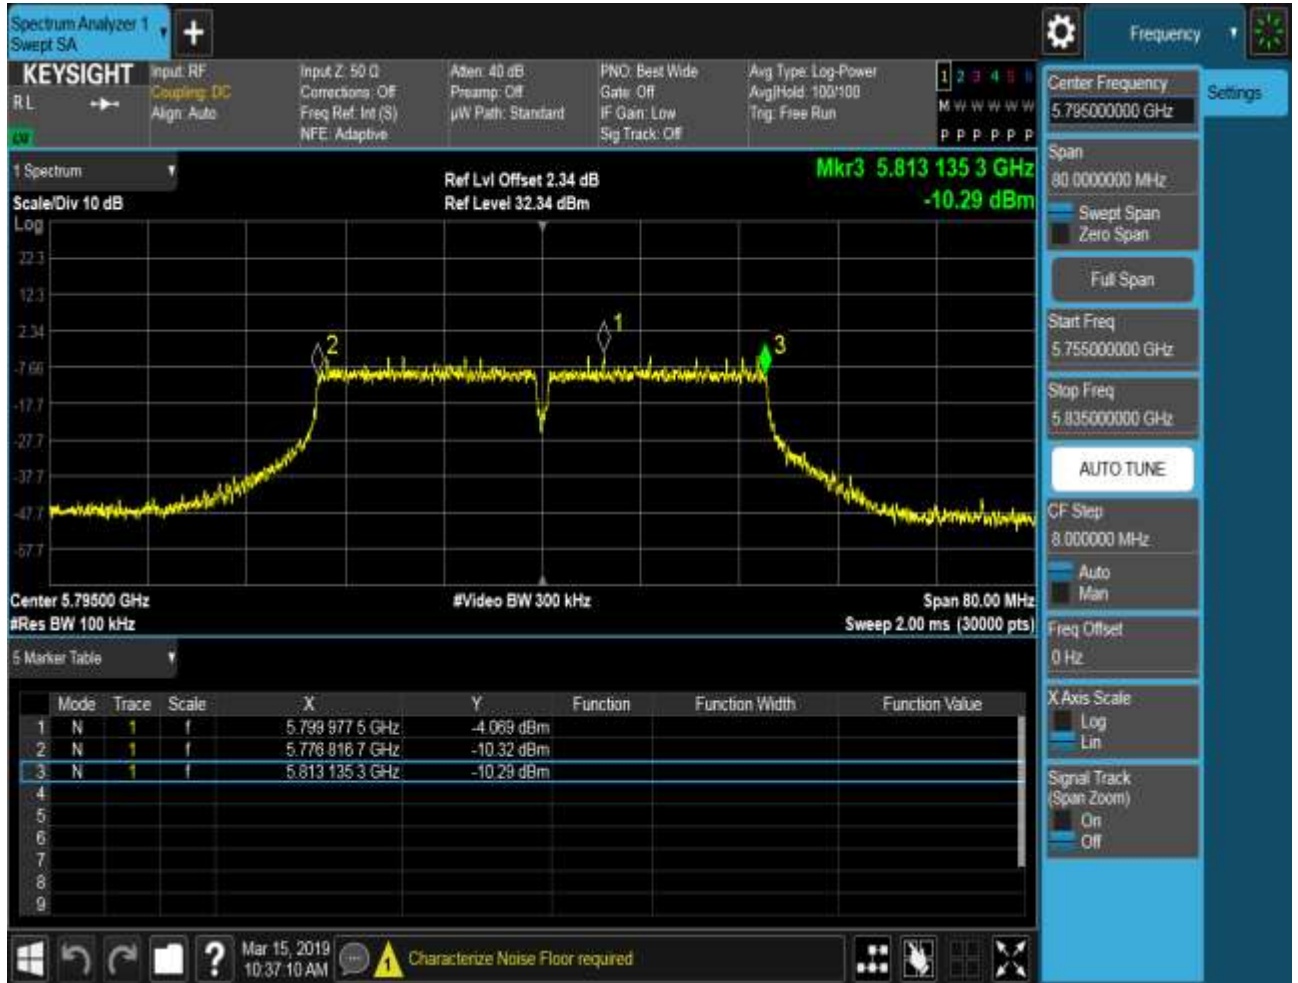 Spectrum Analyzer 1
Swept SA
+
Frequency
KEYSIGHT
RL
Input: RF
Coupling: DC
Align: Auto
Input Z: 50 Ω
Corrections: Off
Freq Ref: Int (S)
NFE: Adaptive
Atten: 40 dB
Preamp: Off
µW Path: Standard
PNO: Best Wide
Gate: Off
IF Gain: Low
Sig Track: Off
Avg Type: Log-Power
Avg|Hold: 100/100
Trig: Free Run
1 2 3 4 5 6
M W W W W W
P P P P P P
1 Spectrum
Scale/Div 10 dB
Ref Lvl Offset 2.34 dB
Ref Level 32.34 dBm
Mkr3 5.813 135 3 GHz
-10.29 dBm
Log
22.3
12.3
2.34
-7.66
-17.7
-27.7
-37.7
-47.7
-57.7
2
1
3
Center 5.79500 GHz
#Res BW 100 kHz
#Video BW 300 kHz
Span 80.00 MHz
Sweep 2.00 ms (30000 pts)
5 Marker Table
Mode Trace Scale X Y Function Function Width Function Value
1 N 1 f 5.799 977 5 GHz -4.069 dBm
2 N 1 f 5.776 816 7 GHz -10.32 dBm
3 N 1 f 5.813 135 3 GHz -10.29 dBm
4
5
6
7
8
9
Center Frequency
5.795000000 GHz
Settings
Span
80.0000000 MHz
Swept Span
Zero Span
Full Span
Start Freq
5.755000000 GHz
Stop Freq
5.835000000 GHz
AUTO TUNE
CF Step
8.000000 MHz
Auto
Man
Freq Offset
0 Hz
X Axis Scale
Log
Lin
Signal Track
(Span Zoom)
On
Off
?
Mar 15, 2019
10:37:10 AM
1
Characterize Noise Floor required